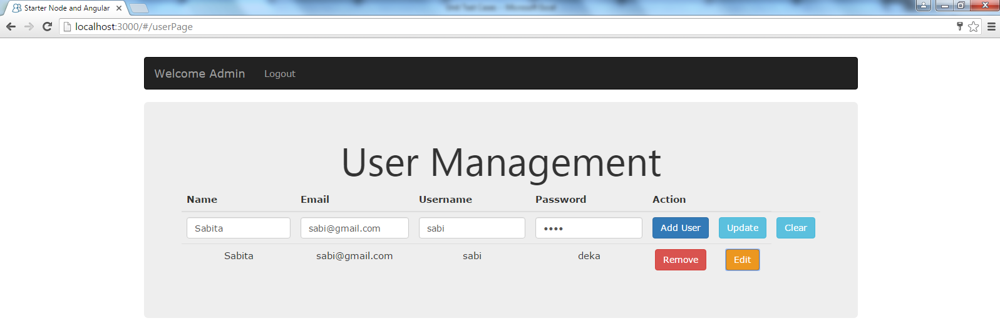 Starter Node and Angular
localhost:3000/#/userPage
Welcome Admin Logout
User Management
Name Email Username Password Action
Sabita sabi@gmail.com sabi •••• Add User Update Clear
Sabita sabi@gmail.com sabi deka Remove Edit